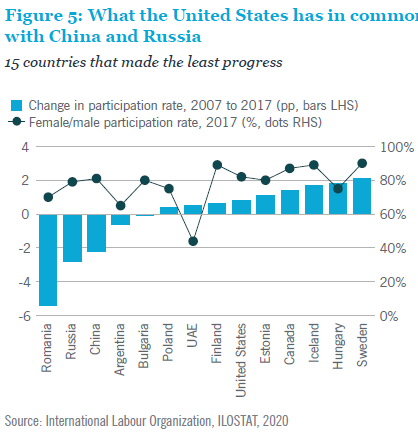 Figure 5: What the United States has in common
with China and Russia
15 countries that made the least progress
Change in participation rate, 2007 to 2017 (pp, bars LHS)
Female/male participation rate, 2017 (%, dots RHS)
4 100%
2 80%
0 60%
-2 40%
-4 20%
-6 0%
Romania
Russia
China
Argentina
Bulgaria
Poland
UAE
Finland
United States
Estonia
Canada
Iceland
Hungary
Sweden
Source: International Labour Organization, ILOSTAT, 2020